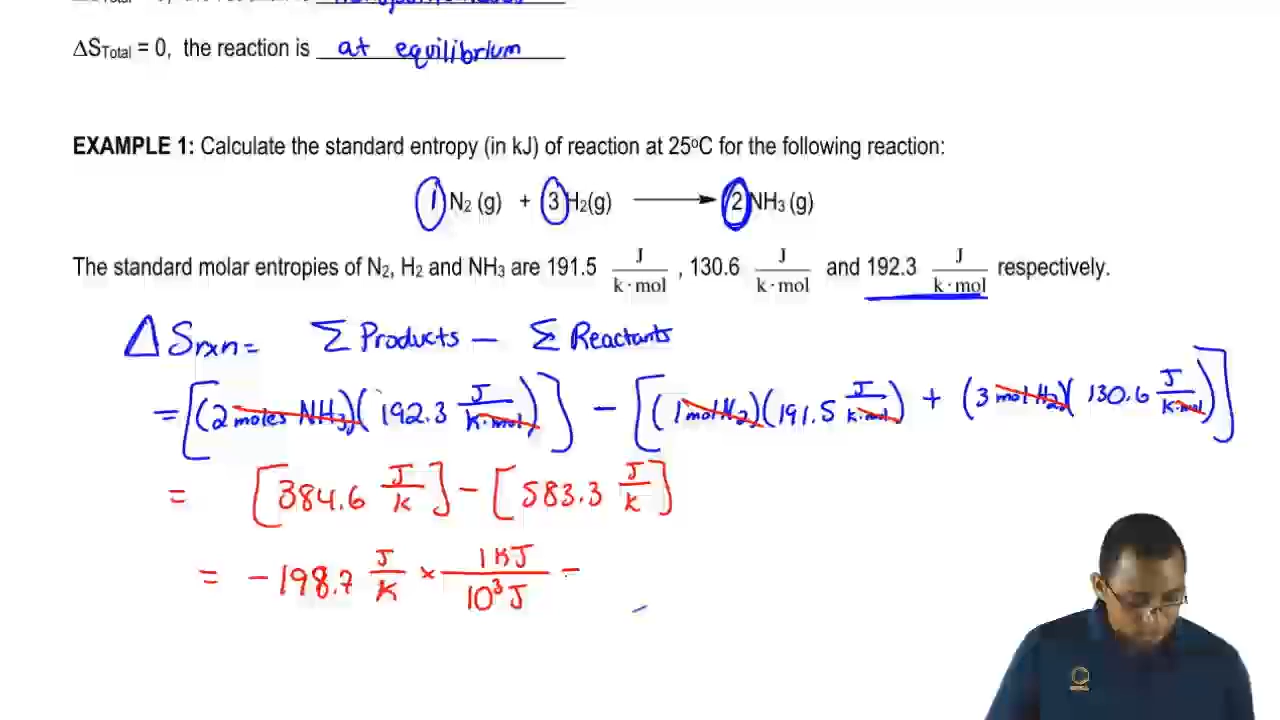 ΔS_Total = 0, the reaction is at equilibrium
EXAMPLE 1: Calculate the standard entropy (in kJ) of reaction at 25°C for the following reaction:
1 N₂ (g) + 3 H₂(g) → 2 NH₃ (g)
The standard molar entropies of N₂, H₂ and NH₃ are 191.5 J/k·mol , 130.6 J/k·mol and 192.3 J/k·mol respectively.
ΔSrxn = Σ Products − Σ Reactants
= [(2 moles NH₃)(192.3 J/k·mol)] − [(1 mol N₂)(191.5 J/k·mol) + (3 mol H₂)(130.6 J/k·mol)]
= [384.6 J/k] − [583.3 J/k]
= −198.7 J/k × 1 kJ/10³ J =